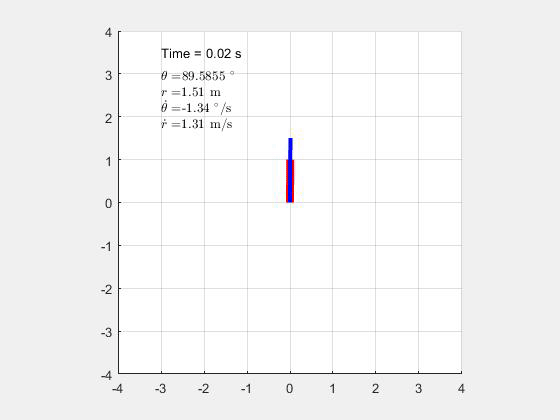 Time = 0.02 s
θ =89.5855 °
r =1.51 m
θ̇ =-1.34 °/s
ṙ =1.31 m/s
4
3
2
1
0
-1
-2
-3
-4
-4 -3 -2 -1 0 1 2 3 4